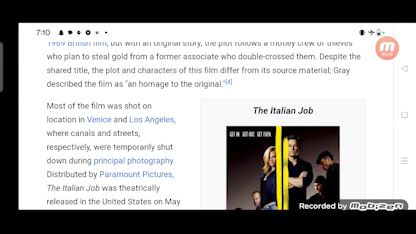 7:10
1969 British film, but with an original story, the plot follows a motley crew of thieves
who plan to steal gold from a former associate who double-crossed them. Despite the
shared title, the plot and characters of this film differ from its source material; Gray
described the film as "an homage to the original."[4]
Most of the film was shot on
location in Venice and Los Angeles,
where canals and streets,
respectively, were temporarily shut
down during principal photography.
Distributed by Paramount Pictures,
The Italian Job was theatrically
released in the United States on May
The Italian Job
GET IN. GET OUT. GET EVEN.
Recorded by Mobizen